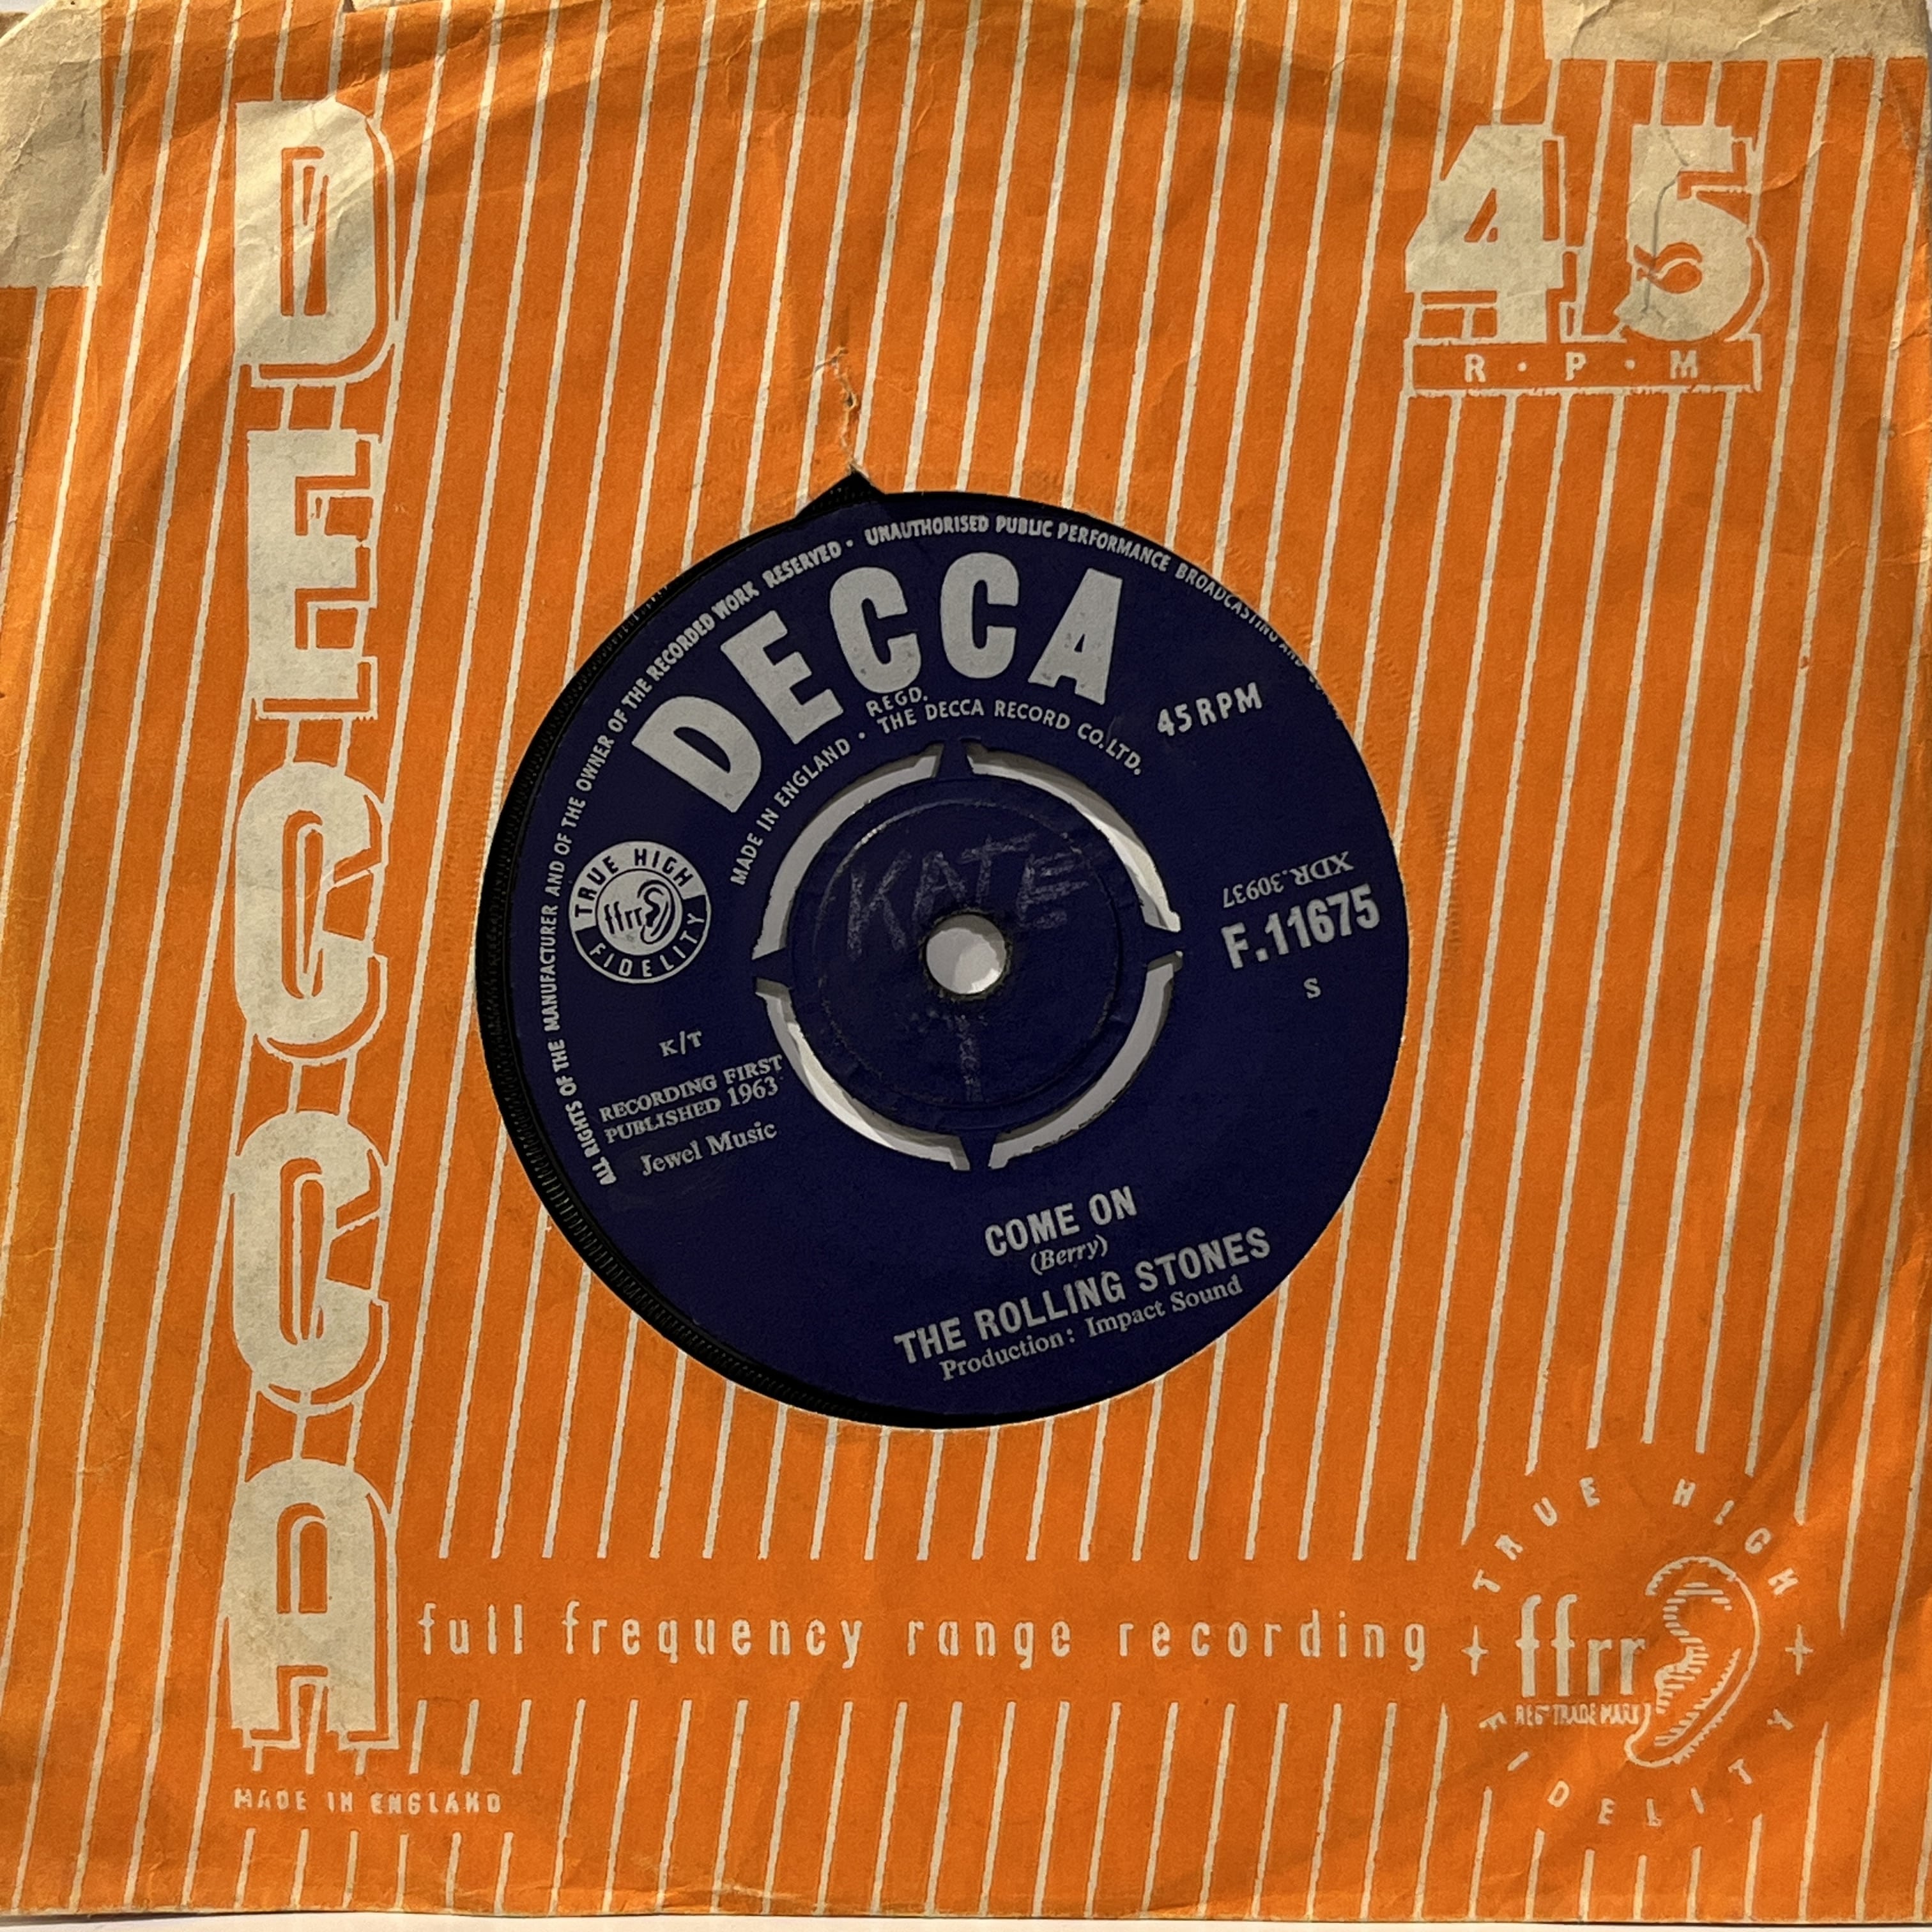 DECCA
45
R·P·M
ALL RIGHTS OF THE MANUFACTURER AND OF THE OWNER OF THE RECORDED WORK RESERVED · UNAUTHORISED PUBLIC PERFORMANCE BROADCASTING AND
DECCA
REGD.
MADE IN ENGLAND · THE DECCA RECORD CO. LTD.
45 RPM
TRUE HIGH
ffrr
FIDELITY
KATE
XDR.30937
F.11675
S
K/T
RECORDING FIRST
PUBLISHED 1963
Jewel Music
COME ON
(Berry)
THE ROLLING STONES
Production: Impact Sound
full frequency range recording
TRUE HIGH
ffrr
REGD TRADE MARK
FIDELITY
MADE IN ENGLAND